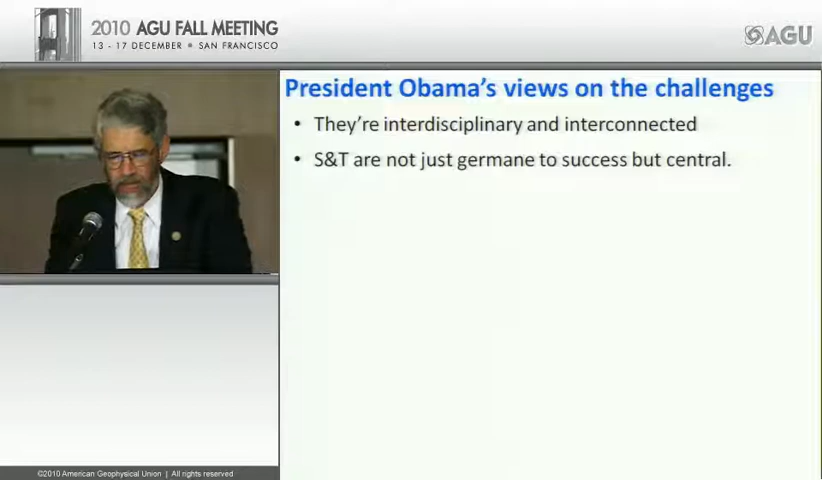 2010 AGU FALL MEETING
13 - 17 DECEMBER ▪ SAN FRANCISCO
AGU
President Obama's views on the challenges
• They're interdisciplinary and interconnected
• S&T are not just germane to success but central.
©2010 American Geophysical Union | All rights reserved